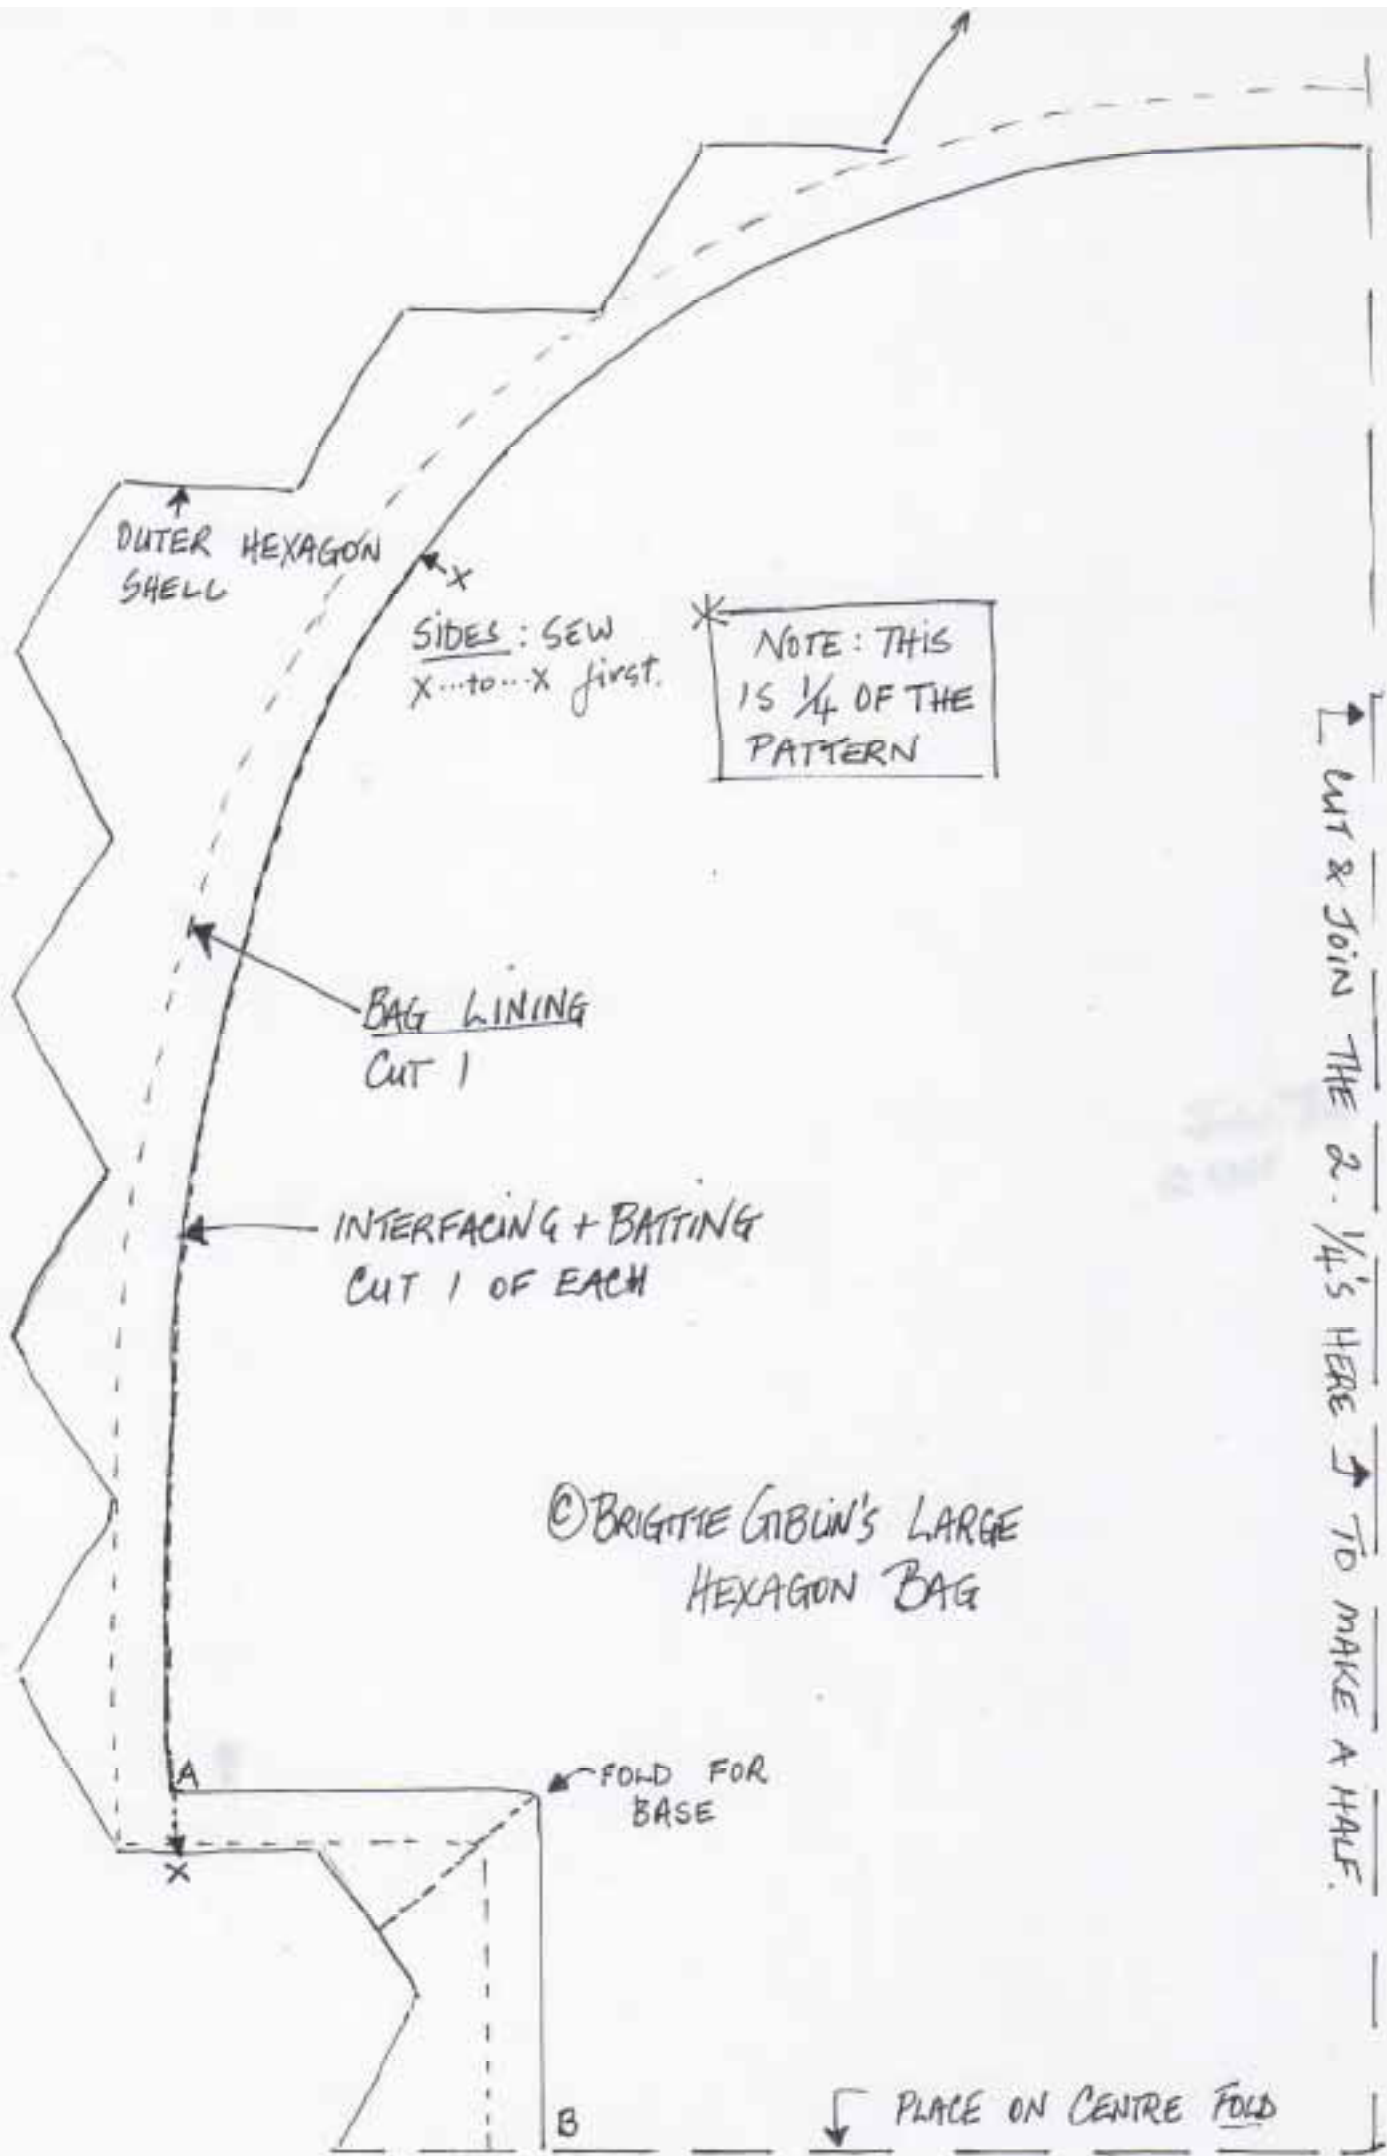 OUTER HEXAGON
SHELL
X
SIDES : SEW
X...to...X first.
NOTE: THIS
IS 1/4 OF THE
PATTERN
BAG LINING
CUT 1
INTERFACING + BATTING
CUT 1 OF EACH
CUT & JOIN THE 2. 1/4's HERE TO MAKE A HALF.
© BRIGITTE GIBLIN'S LARGE
HEXAGON BAG
A
FOLD FOR
BASE
X
B
PLACE ON CENTRE FOLD